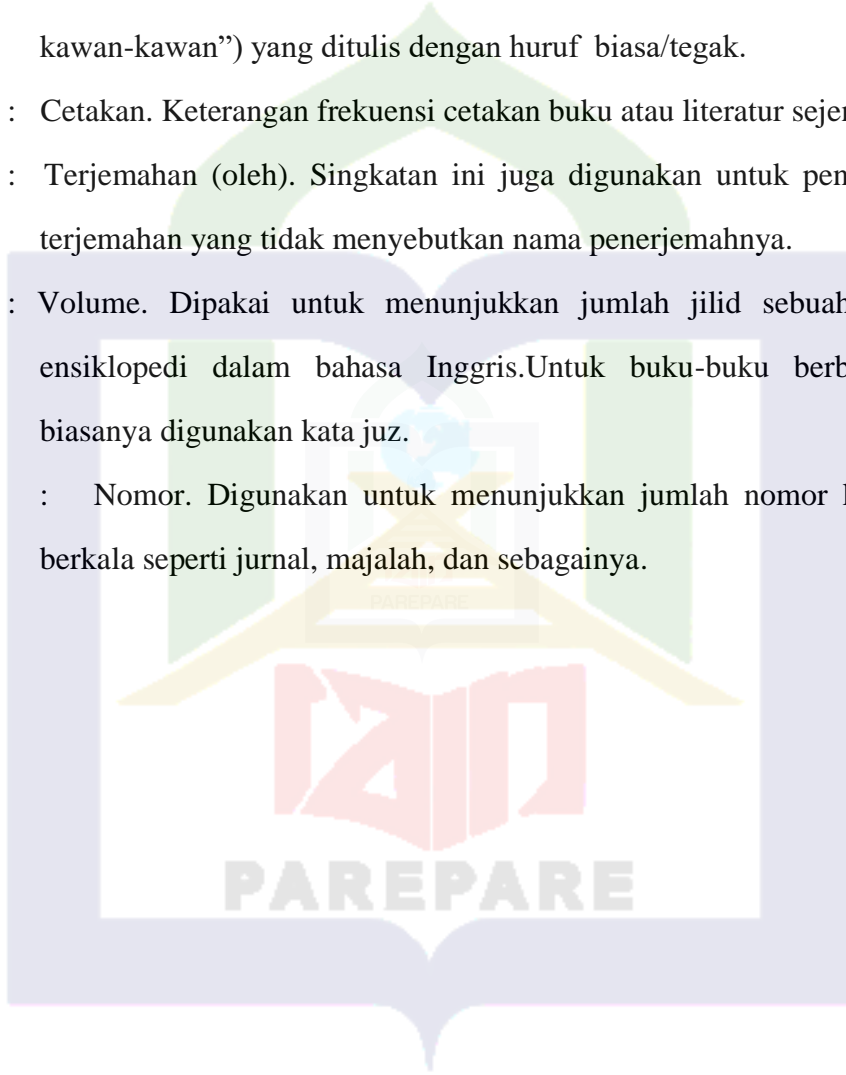 kawan-kawan”) yang ditulis dengan huruf biasa/tegak.
: Cetakan. Keterangan frekuensi cetakan buku atau literatur
: Terjemahan (oleh). Singkatan ini juga digunakan untuk
terjemahan yang tidak menyebutkan nama penerjemahnya.
: Volume. Dipakai untuk menunjukkan jumlah jilid sebuah
ensiklopedi dalam bahasa Inggris.Untuk buku-buku
biasanya digunakan kata juz.
: Nomor. Digunakan untuk menunjukkan jumlah nomor
berkala seperti jurnal, majalah, dan sebagainya.
PAREPARE
iain
PAREPARE